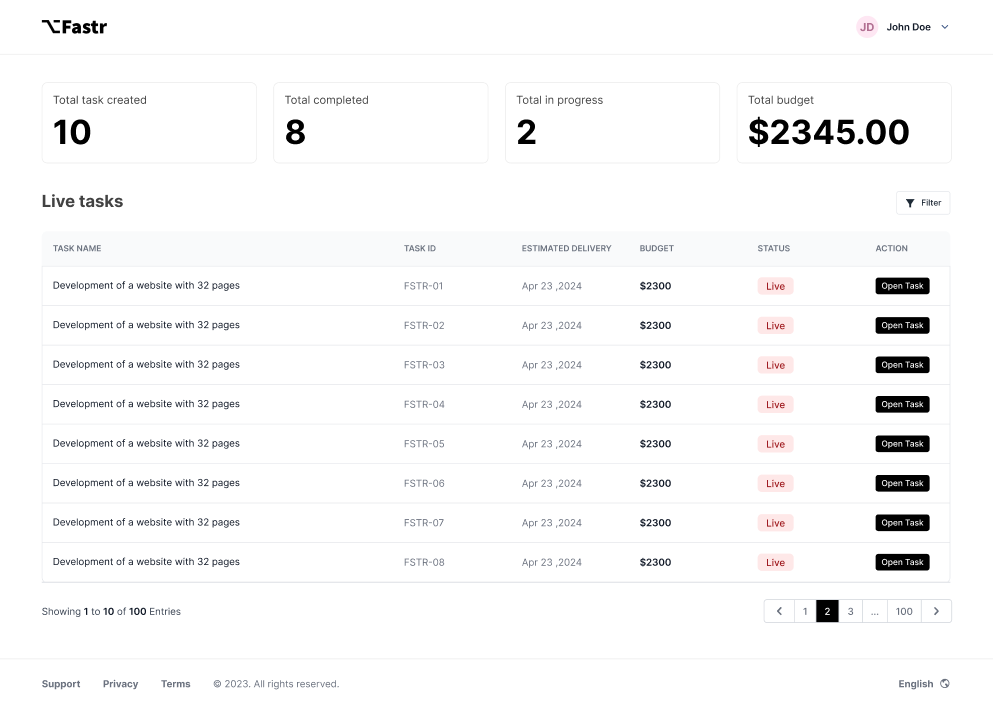 Fastr
JD John Doe
Total task created
10
Total completed
8
Total in progress
2
Total budget
$2345.00
Live tasks
Filter
TASK NAME TASK ID ESTIMATED DELIVERY BUDGET STATUS ACTION
Development of a website with 32 pages FSTR-01 Apr 23 ,2024 $2300 Live Open Task
Development of a website with 32 pages FSTR-02 Apr 23 ,2024 $2300 Live Open Task
Development of a website with 32 pages FSTR-03 Apr 23 ,2024 $2300 Live Open Task
Development of a website with 32 pages FSTR-04 Apr 23 ,2024 $2300 Live Open Task
Development of a website with 32 pages FSTR-05 Apr 23 ,2024 $2300 Live Open Task
Development of a website with 32 pages FSTR-06 Apr 23 ,2024 $2300 Live Open Task
Development of a website with 32 pages FSTR-07 Apr 23 ,2024 $2300 Live Open Task
Development of a website with 32 pages FSTR-08 Apr 23 ,2024 $2300 Live Open Task
Showing 1 to 10 of 100 Entries
1 2 3 ... 100
Support Privacy Terms © 2023. All rights reserved.
English